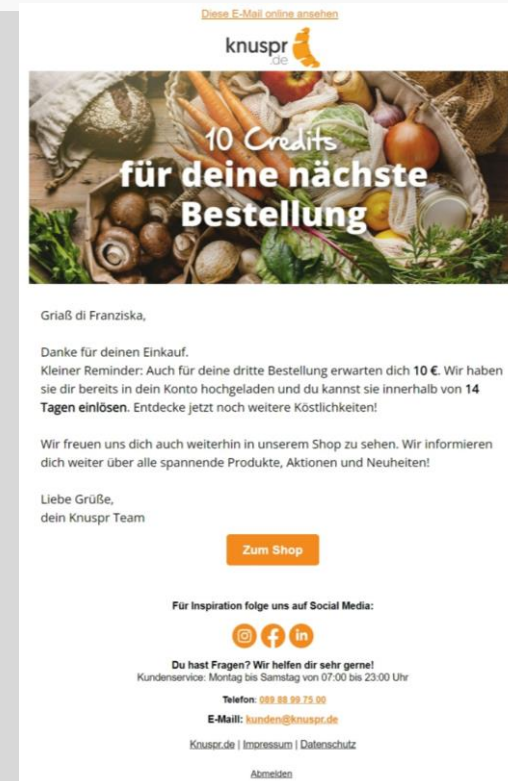 Diese E-Mail online ansehen
knuspr
.de
10 Credits
für deine nächste
Bestellung
Griaß di Franziska,
Danke für deinen Einkauf.
Kleiner Reminder: Auch für deine dritte Bestellung erwarten dich 10 €. Wir haben
sie dir bereits in dein Konto hochgeladen und du kannst sie innerhalb von 14
Tagen einlösen. Entdecke jetzt noch weitere Köstlichkeiten!
Wir freuen uns dich auch weiterhin in unserem Shop zu sehen. Wir informieren
dich weiter über alle spannende Produkte, Aktionen und Neuheiten!
Liebe Grüße,
dein Knuspr Team
Zum Shop
Für Inspiration folge uns auf Social Media:
in
Du hast Fragen? Wir helfen dir sehr gerne!
Kundenservice: Montag bis Samstag von 07:00 bis 23:00 Uhr
Telefon: 089 88 99 75 00
E-Maill: kunden@knuspr.de
Knuspr.de | Impressum | Datenschutz
Abmelden